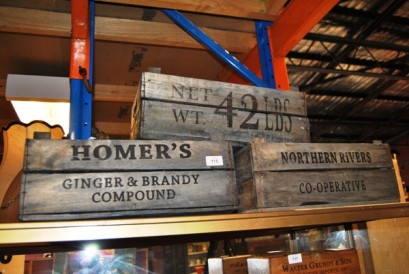 NET
WT. 42 LBS
HOMER'S
GINGER & BRANDY
COMPOUND
NORTHERN RIVERS
CO-OPERATIVE